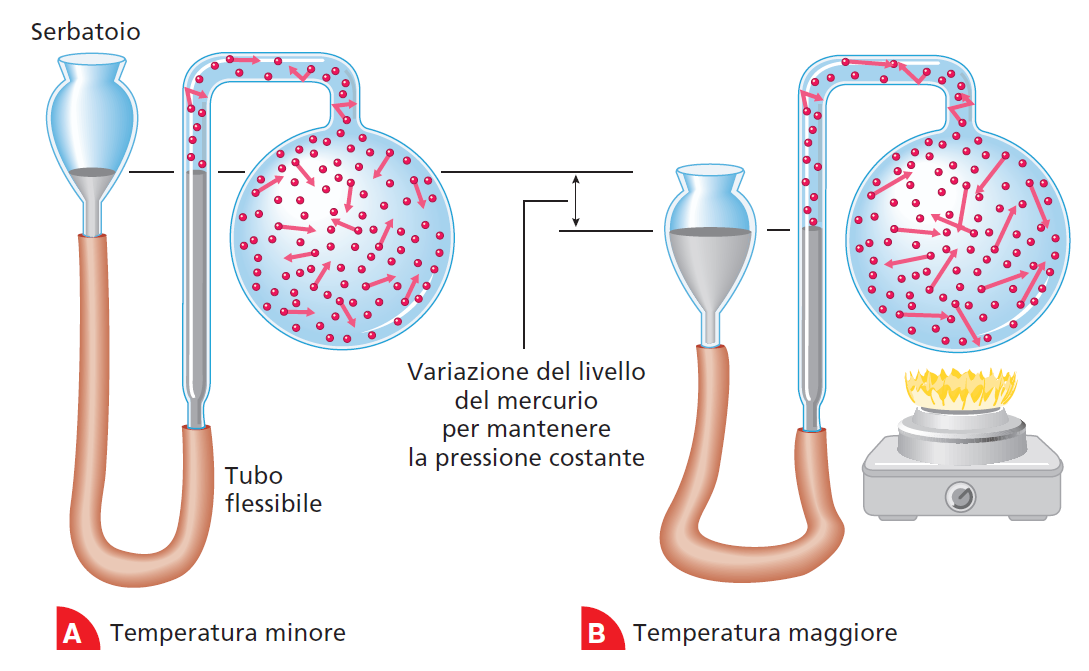 Serbatoio
Variazione del livello
del mercurio
per mantenere
la pressione costante
Tubo
flessibile
A Temperatura minore
B Temperatura maggiore